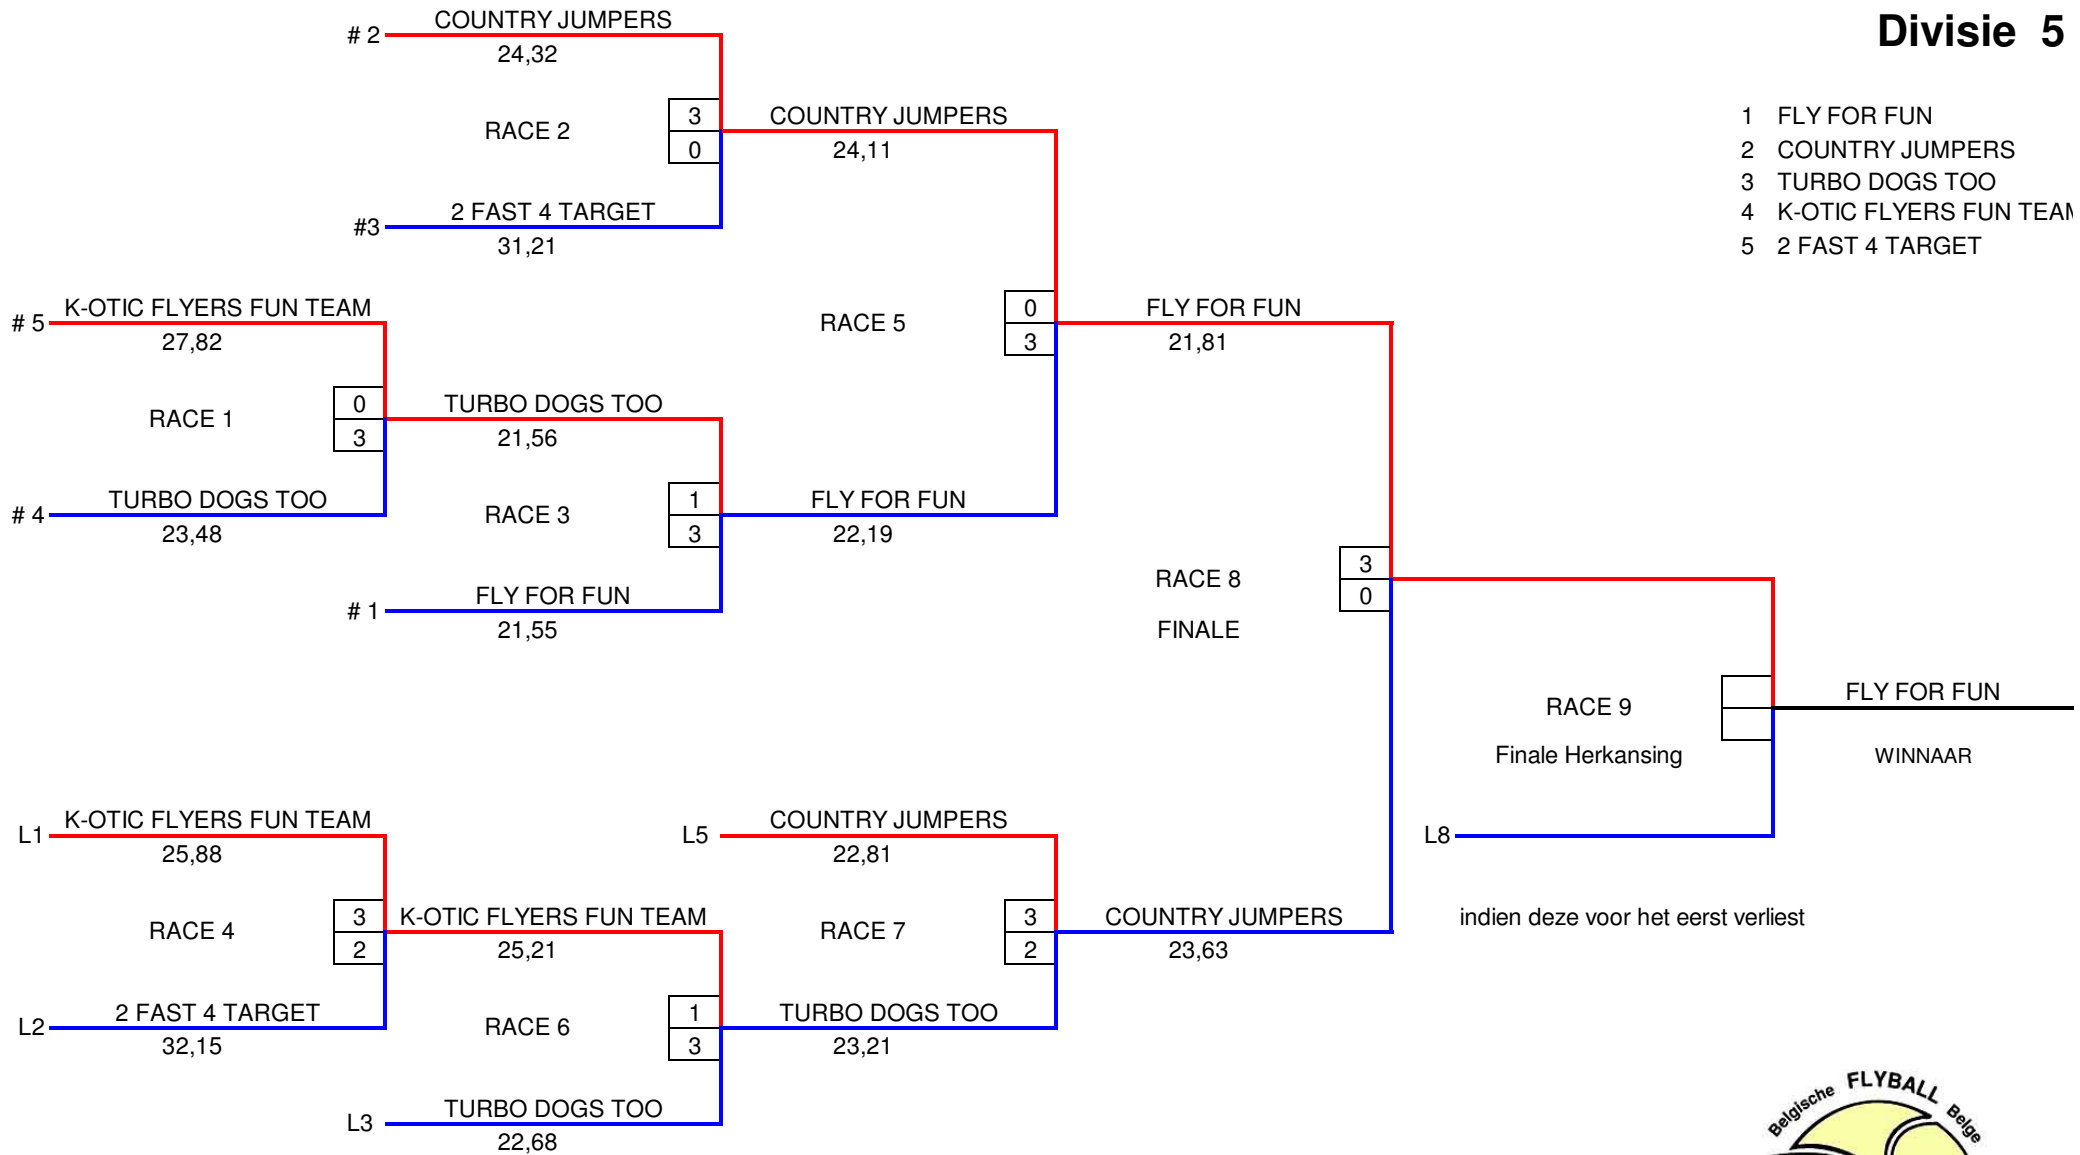 Divisie 5
1 FLY FOR FUN
2 COUNTRY JUMPERS
3 TURBO DOGS TOO
4 K-OTIC FLYERS FUN TEAM
5 2 FAST 4 TARGET
# 2 COUNTRY JUMPERS
24,32
RACE 2
3
0
#3 2 FAST 4 TARGET
31,21
COUNTRY JUMPERS
24,11
# 5 K-OTIC FLYERS FUN TEAM
27,82
RACE 1
0
3
# 4 TURBO DOGS TOO
23,48
TURBO DOGS TOO
21,56
RACE 3
1
3
# 1 FLY FOR FUN
21,55
FLY FOR FUN
22,19
RACE 5
0
3
FLY FOR FUN
21,81
RACE 8
FINALE
3
0
RACE 9
Finale Herkansing
FLY FOR FUN
WINNAAR
L8
indien deze voor het eerst verliest
L1 K-OTIC FLYERS FUN TEAM
25,88
RACE 4
3
2
L2 2 FAST 4 TARGET
32,15
K-OTIC FLYERS FUN TEAM
25,21
RACE 6
1
3
L3 TURBO DOGS TOO
22,68
L5 COUNTRY JUMPERS
22,81
RACE 7
3
2
TURBO DOGS TOO
23,21
COUNTRY JUMPERS
23,63
Belgische FLYBALL Belge